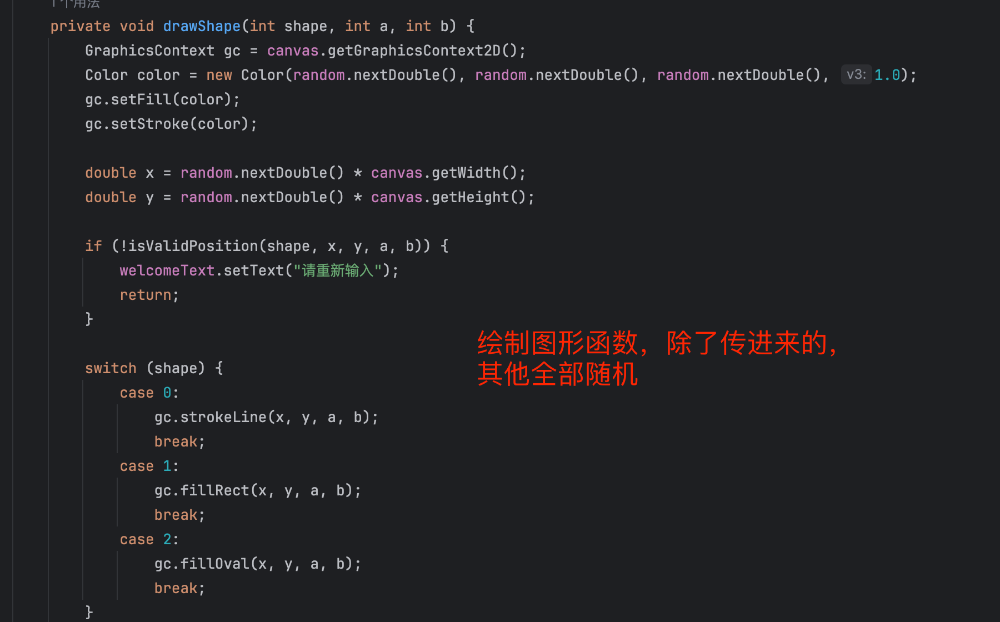 1个用法
private void drawShape(int shape, int a, int b) {
GraphicsContext gc = canvas.getGraphicsContext2D();
Color color = new Color(random.nextDouble(), random.nextDouble(), random.nextDouble(), v3: 1.0);
gc.setFill(color);
gc.setStroke(color);
double x = random.nextDouble() * canvas.getWidth();
double y = random.nextDouble() * canvas.getHeight();
if (!isValidPosition(shape, x, y, a, b)) {
welcomeText.setText("请重新输入");
return;
}
绘制图形函数，除了传进来的，
其他全部随机
switch (shape) {
case 0:
gc.strokeLine(x, y, a, b);
break;
case 1:
gc.fillRect(x, y, a, b);
break;
case 2:
gc.fillOval(x, y, a, b);
break;
}